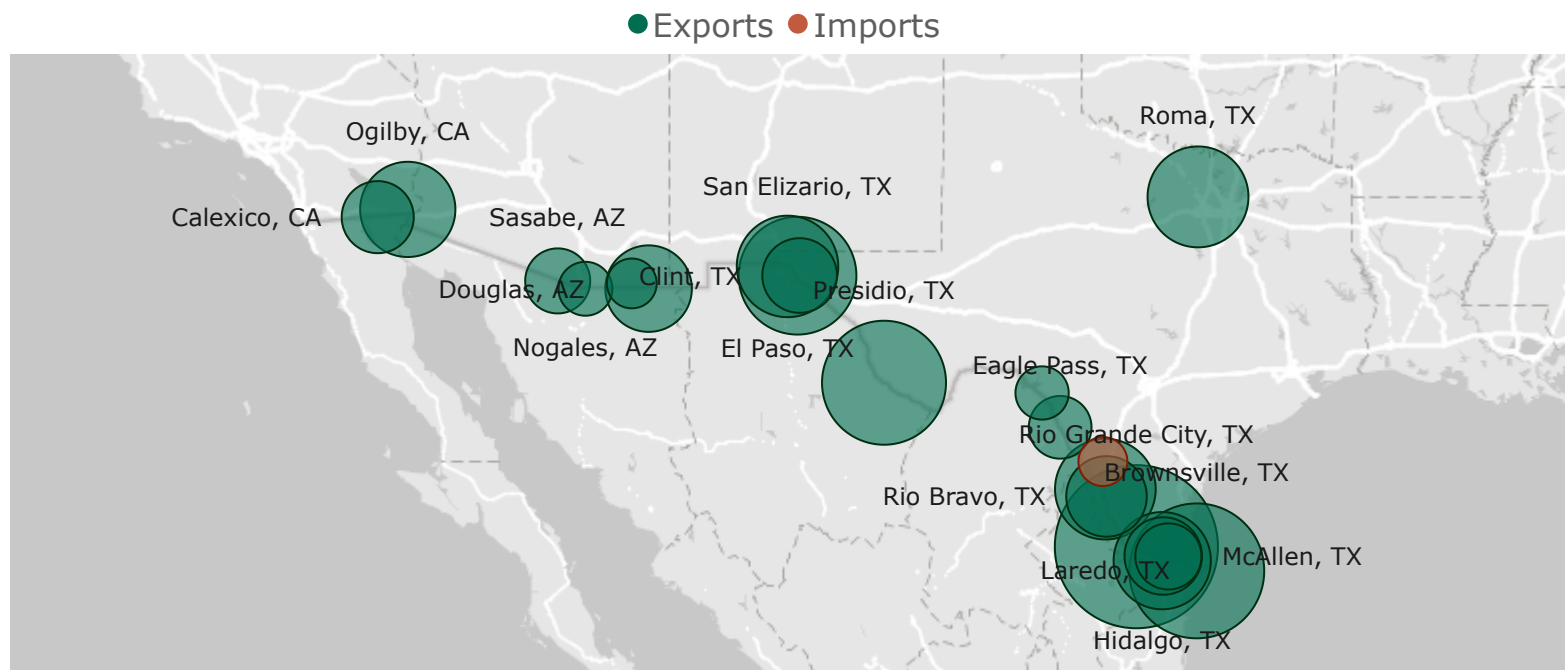 Exports Imports
Roma, TX
Ogilby, CA
San Elizario, TX
Calexico, CA
Sasabe, AZ
Clint, TX
Douglas, AZ
Presidio, TX
Nogales, AZ
El Paso, TX
Eagle Pass, TX
Rio Grande City, TX
Brownsville, TX
Rio Bravo, TX
McAllen, TX
Laredo, TX
Hidalgo, TX